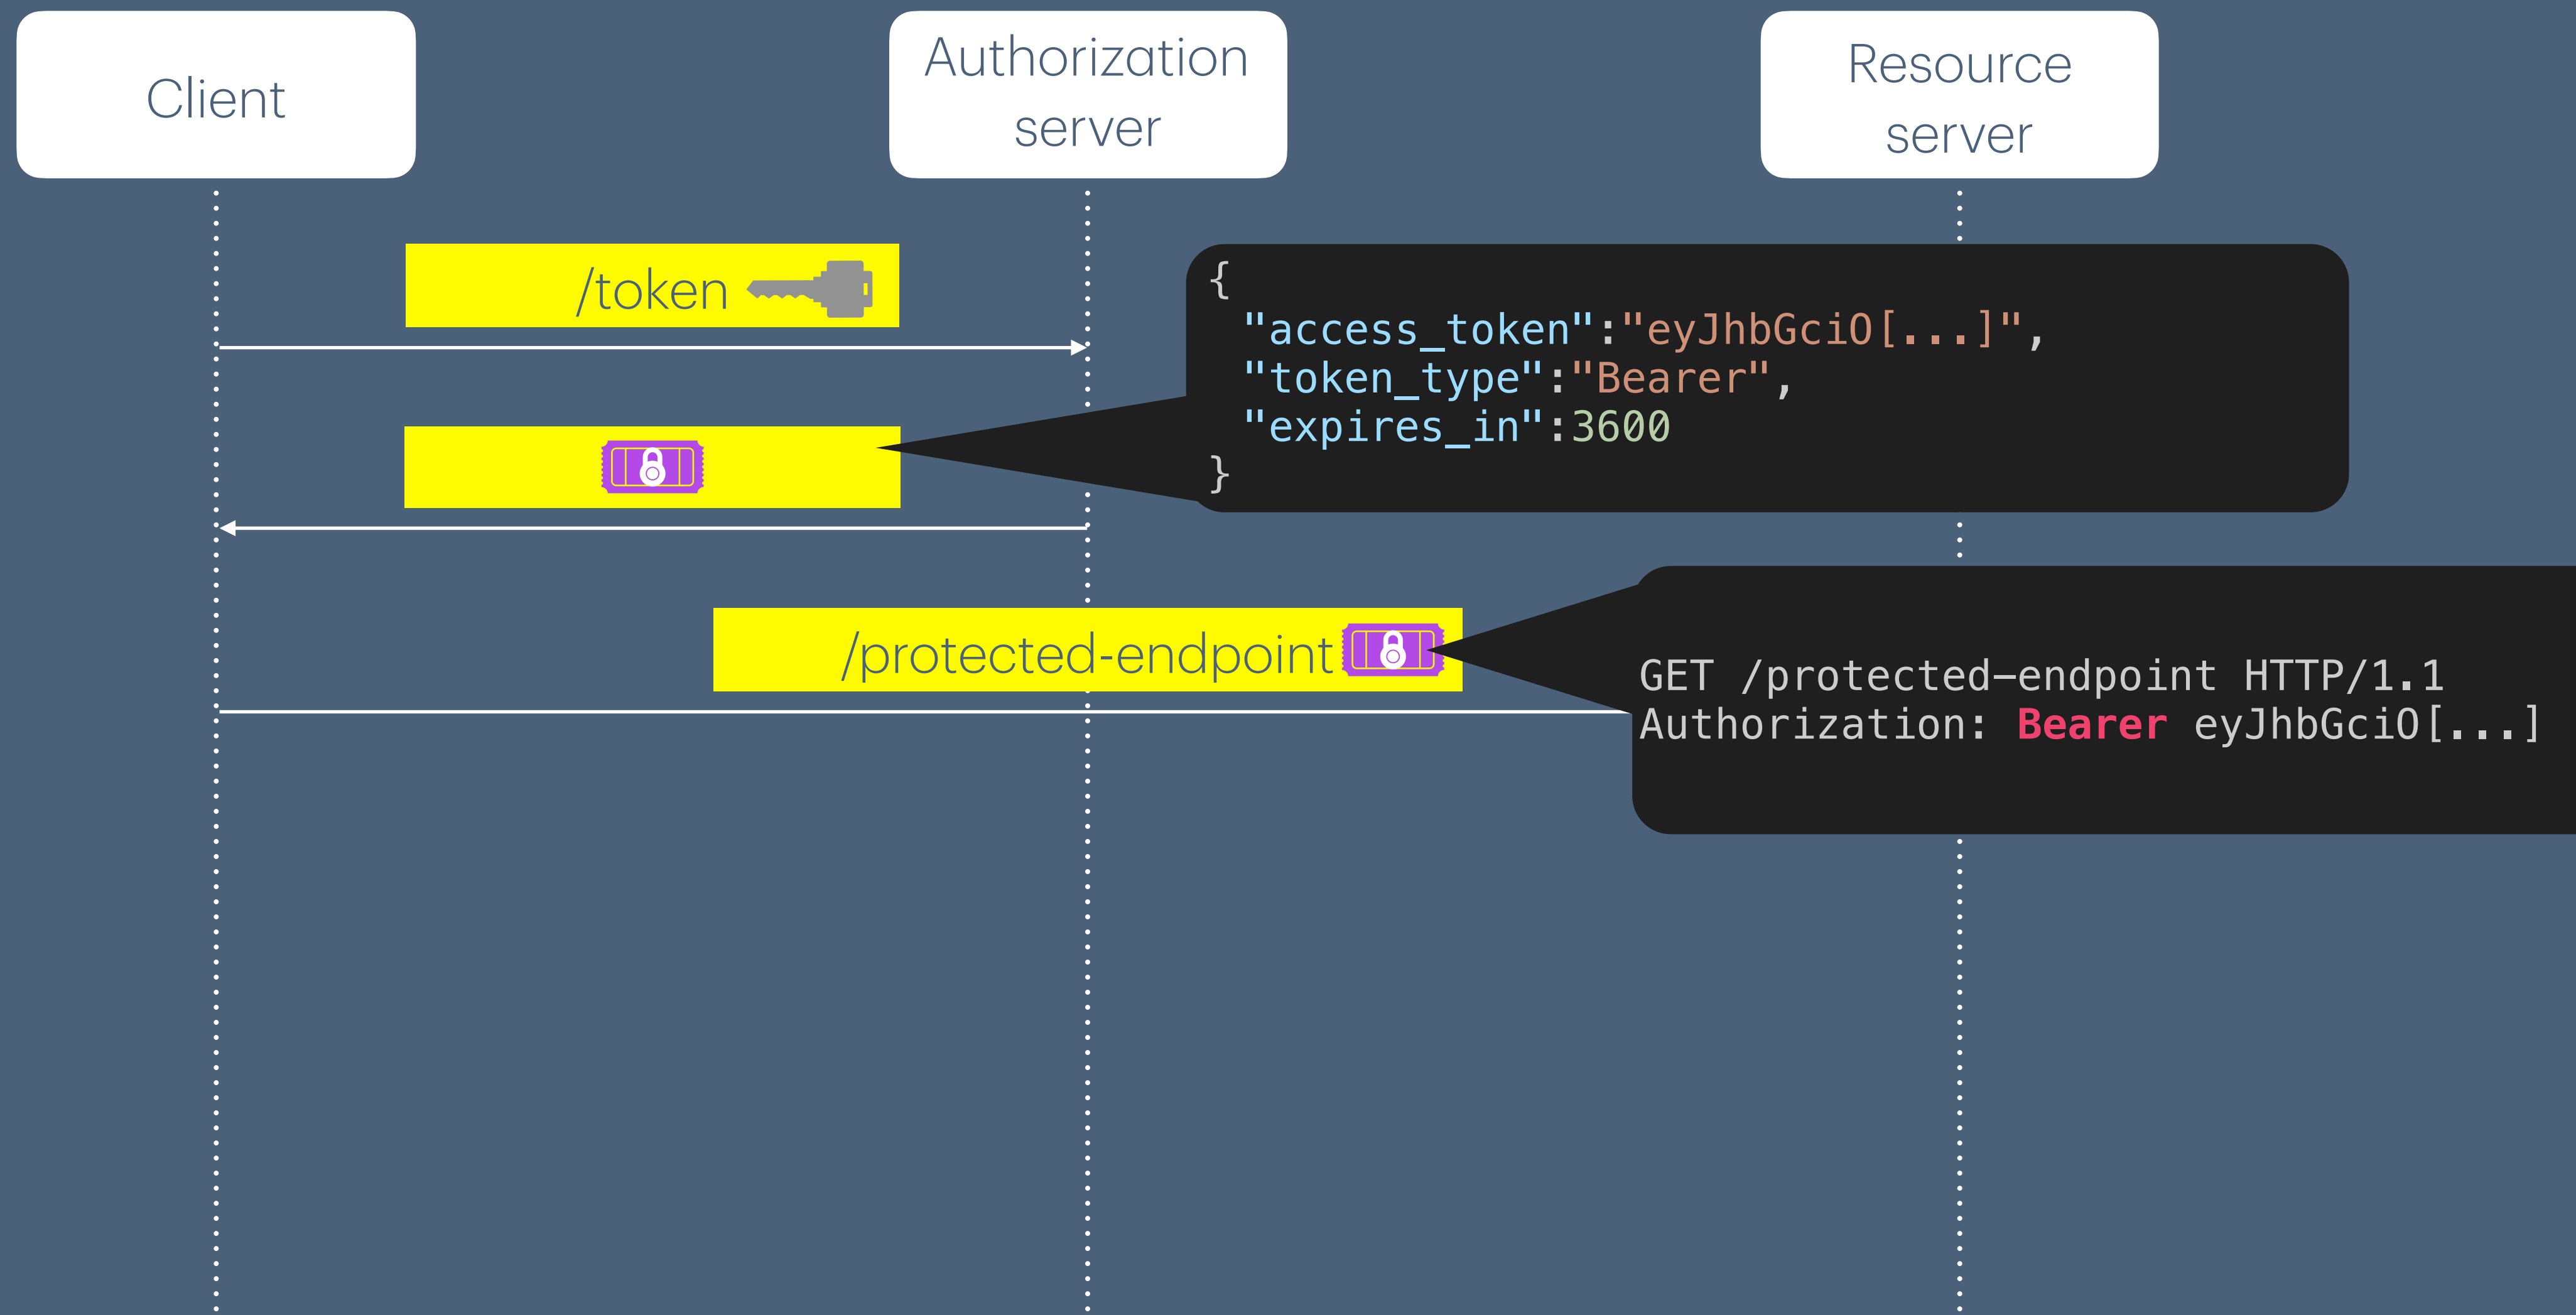 Client
Authorization
server
Resource
server
/token
{
"access_token":"eyJhbGciO[...]",
"token_type":"Bearer",
"expires_in":3600
}
/protected-endpoint
GET /protected-endpoint HTTP/1.1
Authorization: Bearer eyJhbGciO[...]